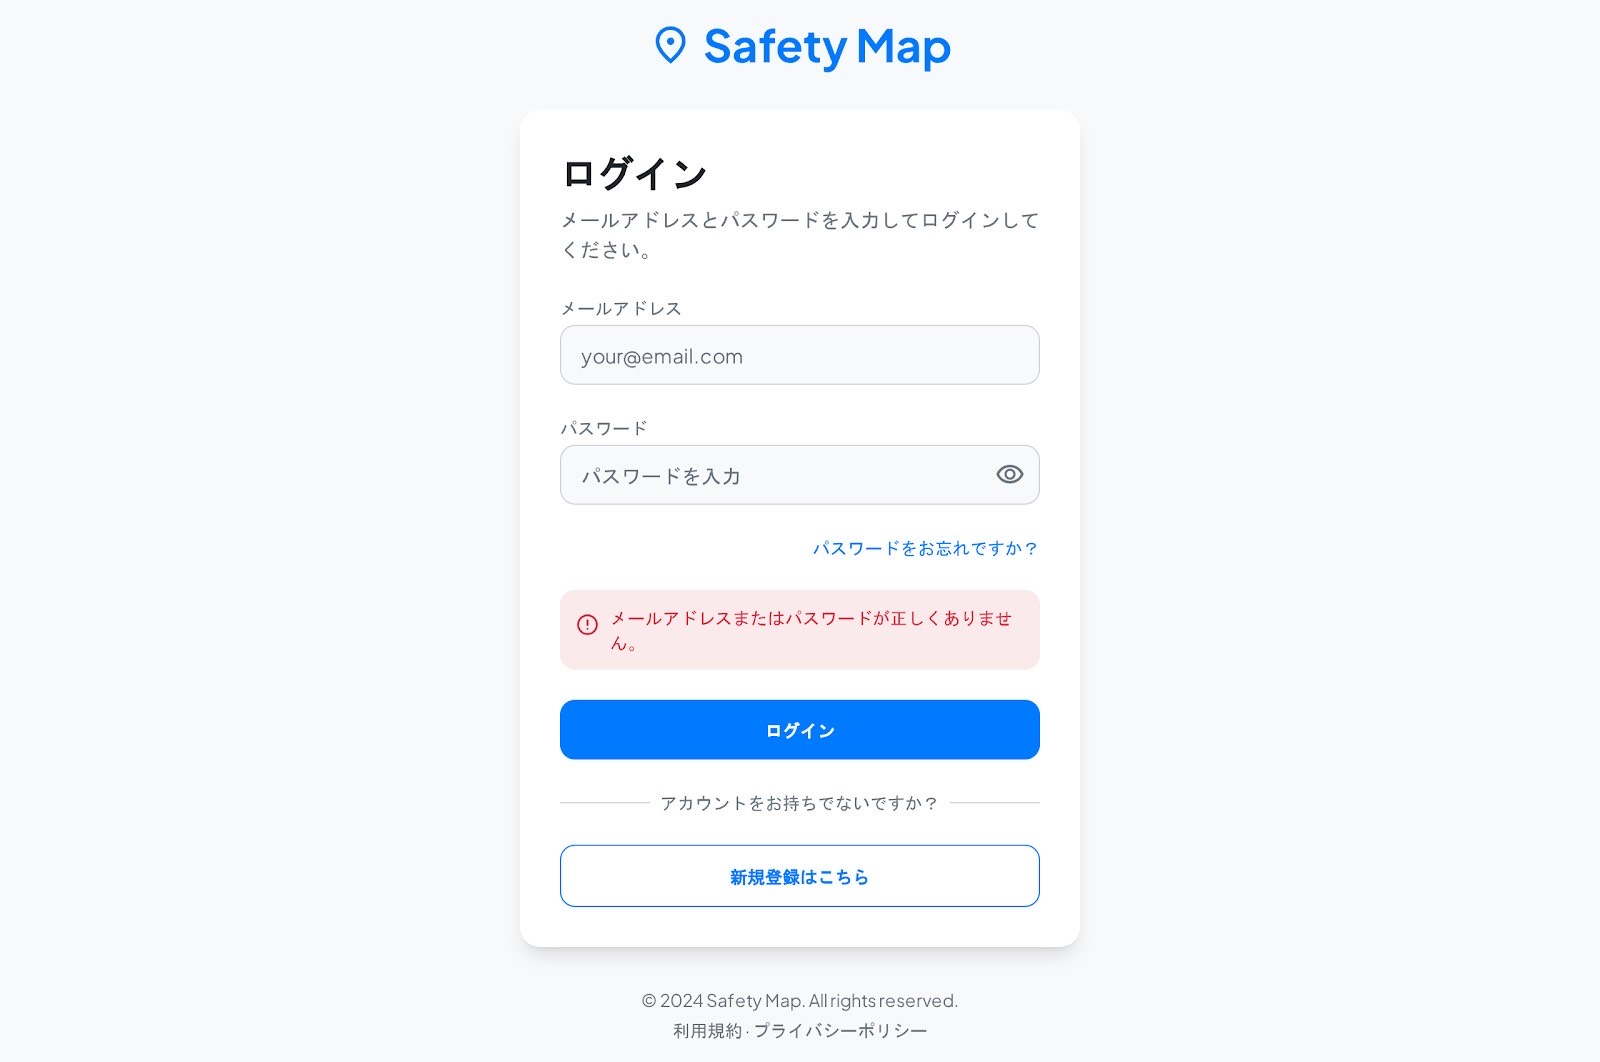 Safety Map
ログイン
メールアドレスとパスワードを入力してログインして
ください。
メールアドレス
your@email.com
パスワード
パスワードを入力
パスワードをお忘れですか？
メールアドレスまたはパスワードが正しくありませ
ん。
ログイン
アカウントをお持ちでないですか？
新規登録はこちら
© 2024 Safety Map. All rights reserved.
利用規約 · プライバシーポリシー